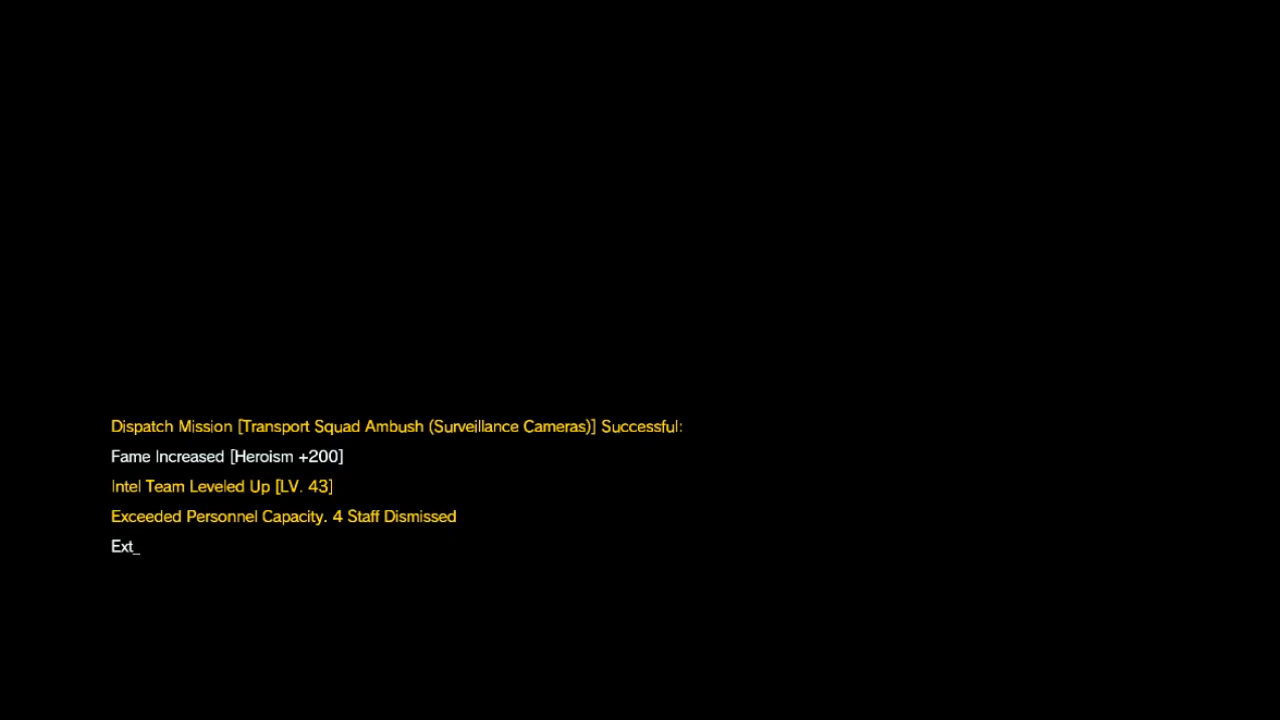 Dispatch Mission [Transport Squad Ambush (Surveillance Cameras)] Successful:
Fame Increased [Heroism +200]
Intel Team Leveled Up [LV. 43]
Exceeded Personnel Capacity. 4 Staff Dismissed
Ext_